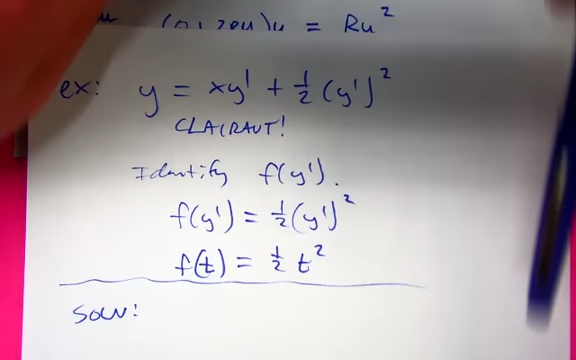 = Ru²
ex: y = xy' + ½ (y')²
CLAIRAUT!
Identify f(y').
f(y') = ½ (y')²
f(t) = ½ t²
SOLN!